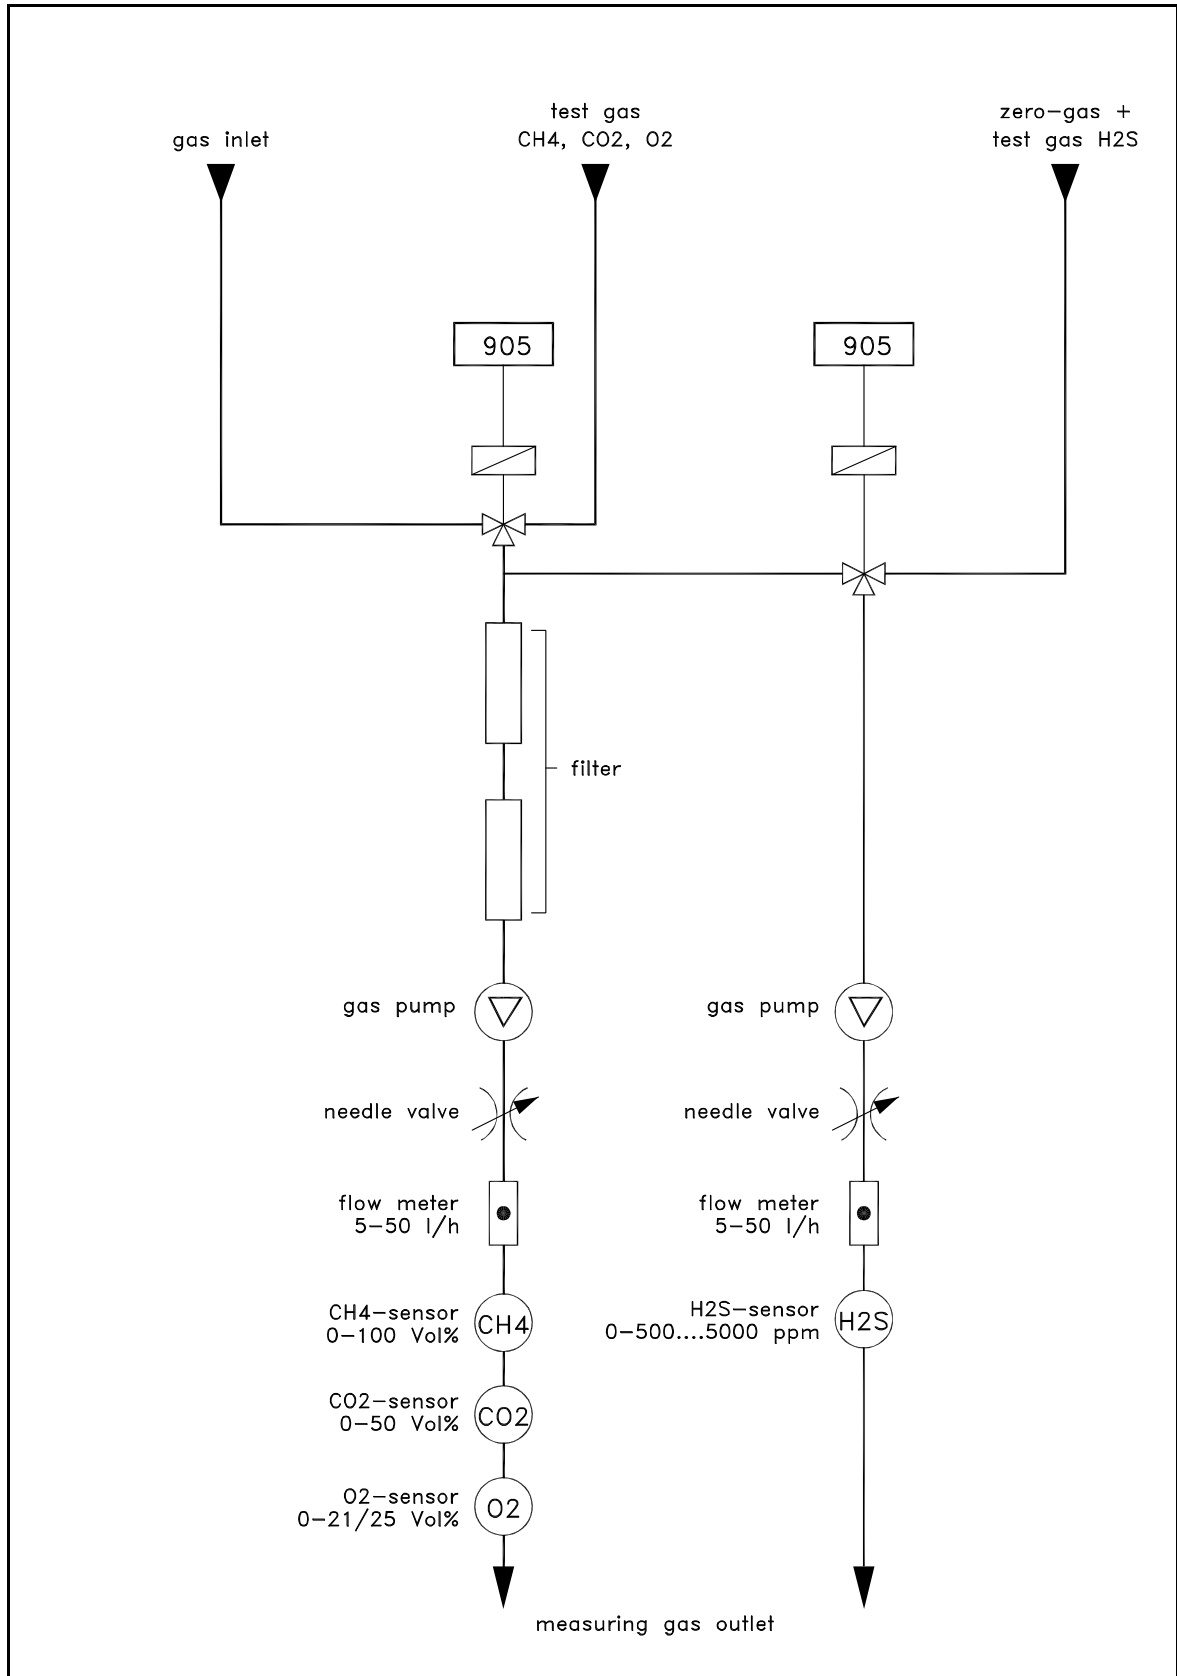 gas inlet
test gas
CH4, CO2, O2
zero-gas +
test gas H2S
905
905
filter
gas pump
gas pump
needle valve
needle valve
flow meter
5-50 l/h
flow meter
5-50 l/h
CH4-sensor
0-100 Vol%
CH4
H2S-sensor
0-500....5000 ppm
H2S
CO2-sensor
0-50 Vol%
CO2
O2-sensor
0-21/25 Vol%
O2
measuring gas outlet